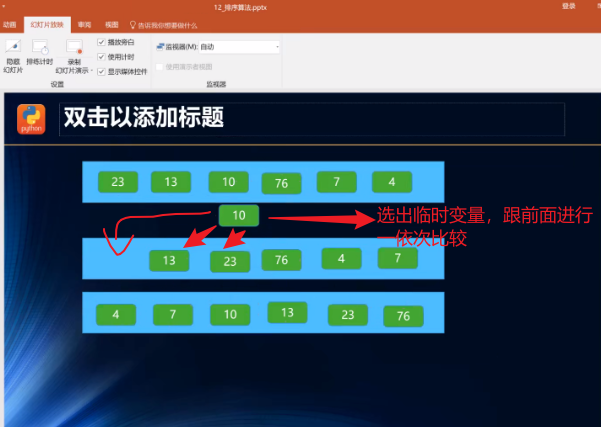 12_排序算法.pptx
登录
动画 幻灯片放映 审阅 视图 告诉我你想要做什么
隐藏
幻灯片
排练计时
录制
幻灯片演示
播放旁白
使用计时
显示媒体控件
监视器(M): 自动
使用演示者视图
设置
监视器
python
双击以添加标题
23 13 10 76 7 4
10
选出临时变量，跟前面进行
一依次比较
13 23 76 4 7
4 7 10 13 23 76